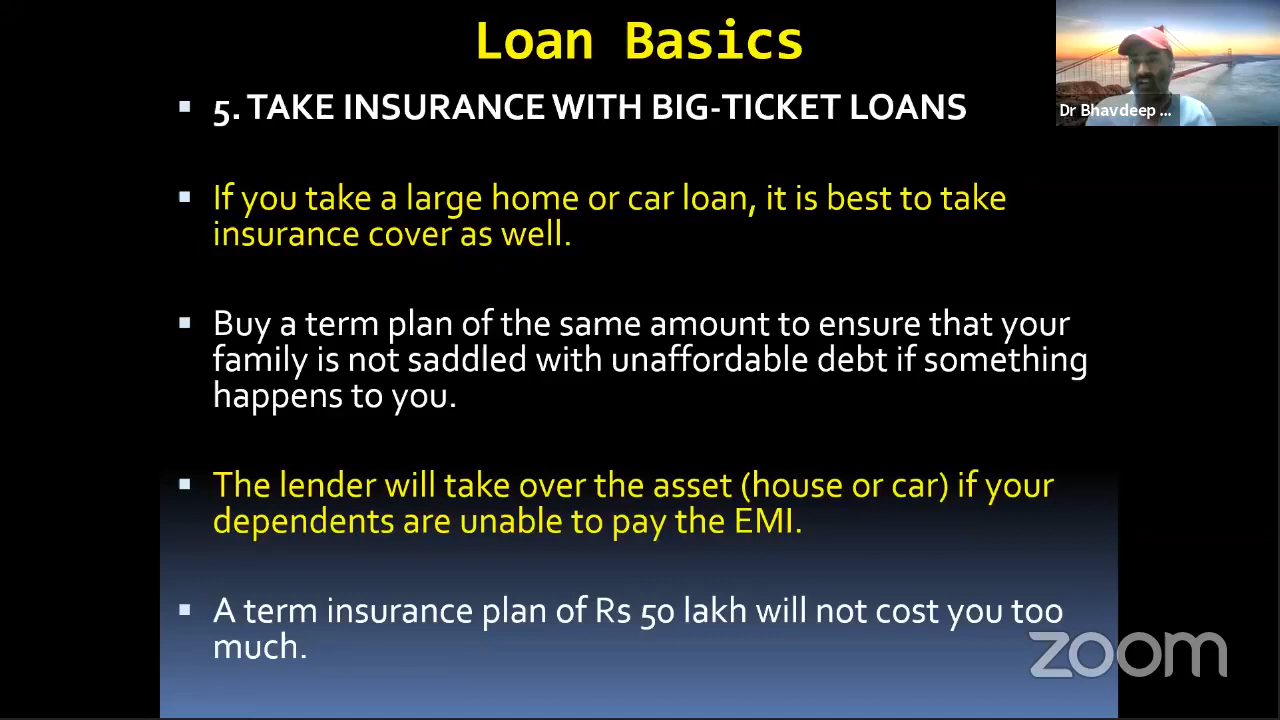 Loan Basics
5. TAKE INSURANCE WITH BIG-TICKET LOANS
If you take a large home or car loan, it is best to take
insurance cover as well.
Buy a term plan of the same amount to ensure that your
family is not saddled with unaffordable debt if something
happens to you.
The lender will take over the asset (house or car) if your
dependents are unable to pay the EMI.
A term insurance plan of Rs 50 lakh will not cost you too
much.
Dr Bhavdeep ...
zoom